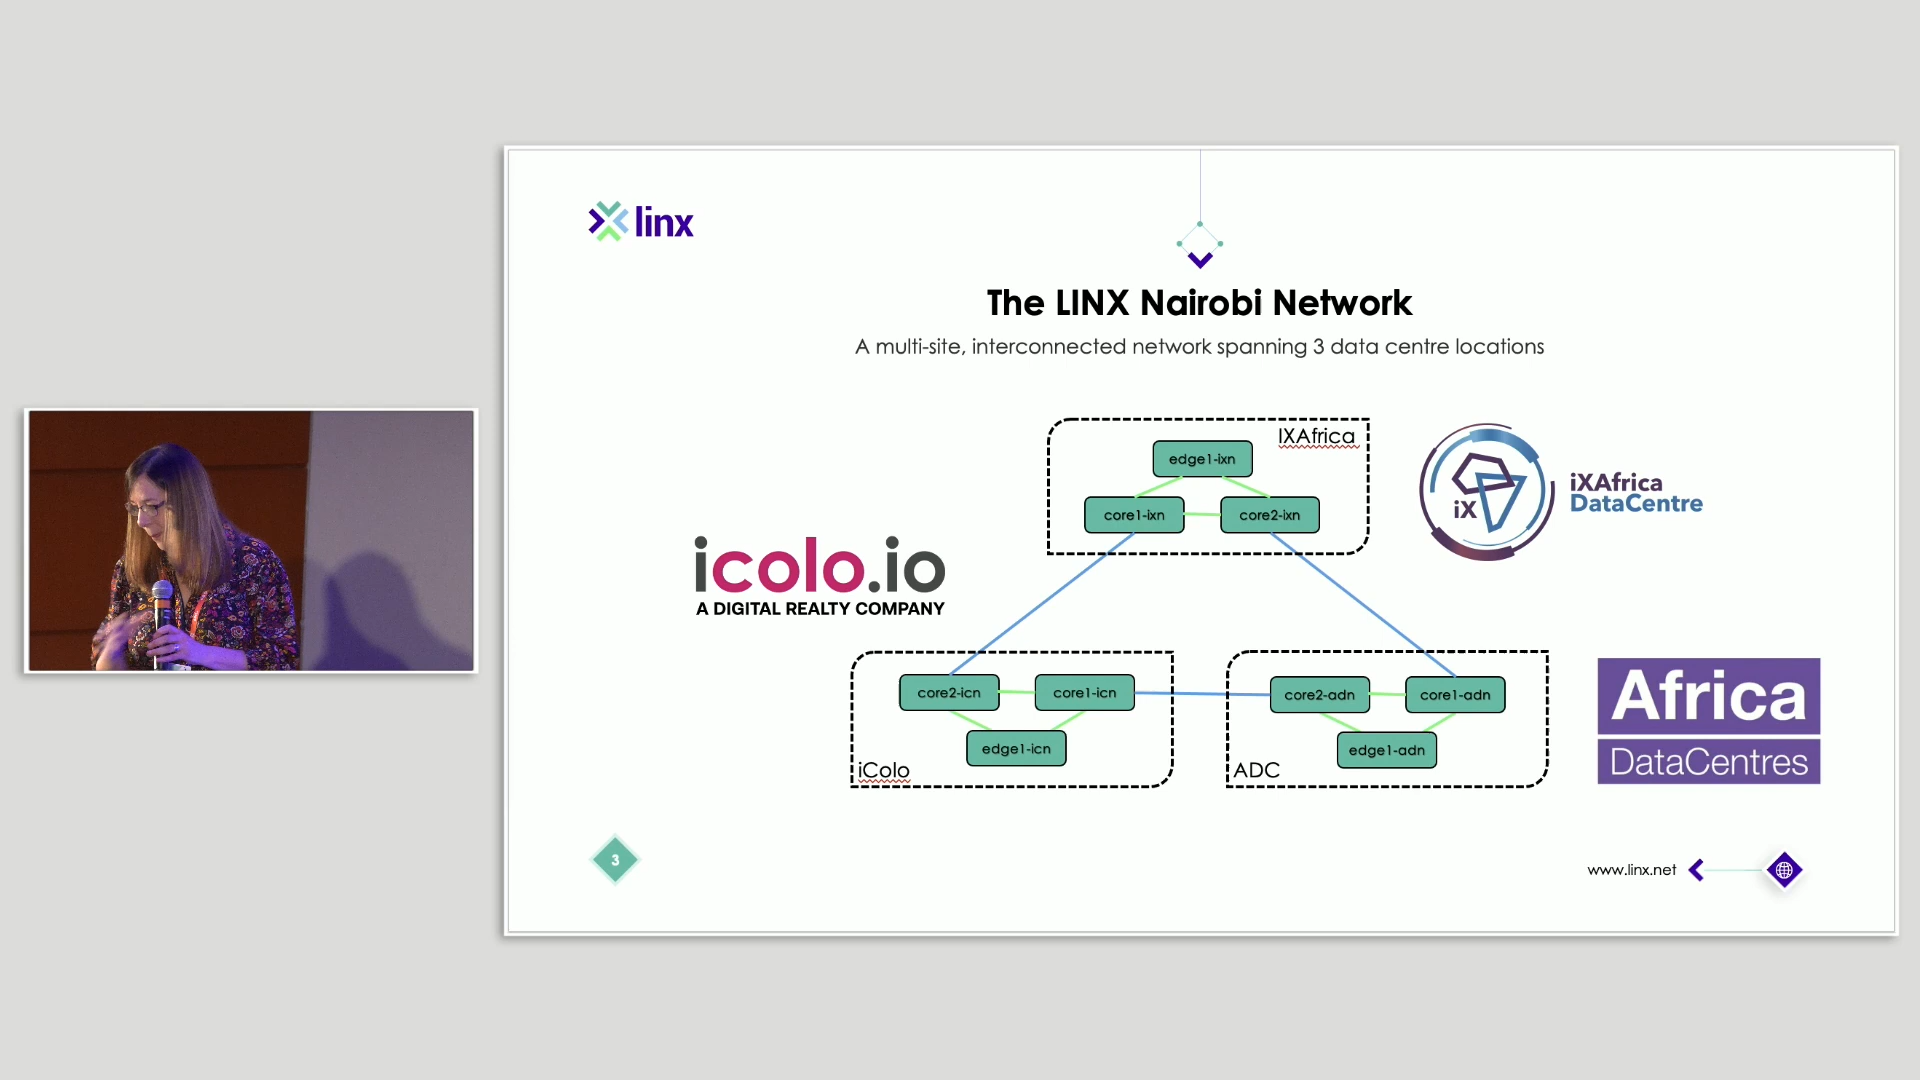 linx
The LINX Nairobi Network
A multi-site, interconnected network spanning 3 data centre locations
IXAfrica
edge1-ixn
core1-ixn
core2-ixn
iX
iXAfrica
DataCentre
icolo.io
A DIGITAL REALTY COMPANY
core2-icn
core1-icn
edge1-icn
iColo
core2-adn
core1-adn
edge1-adn
ADC
Africa
DataCentres
3
www.linx.net